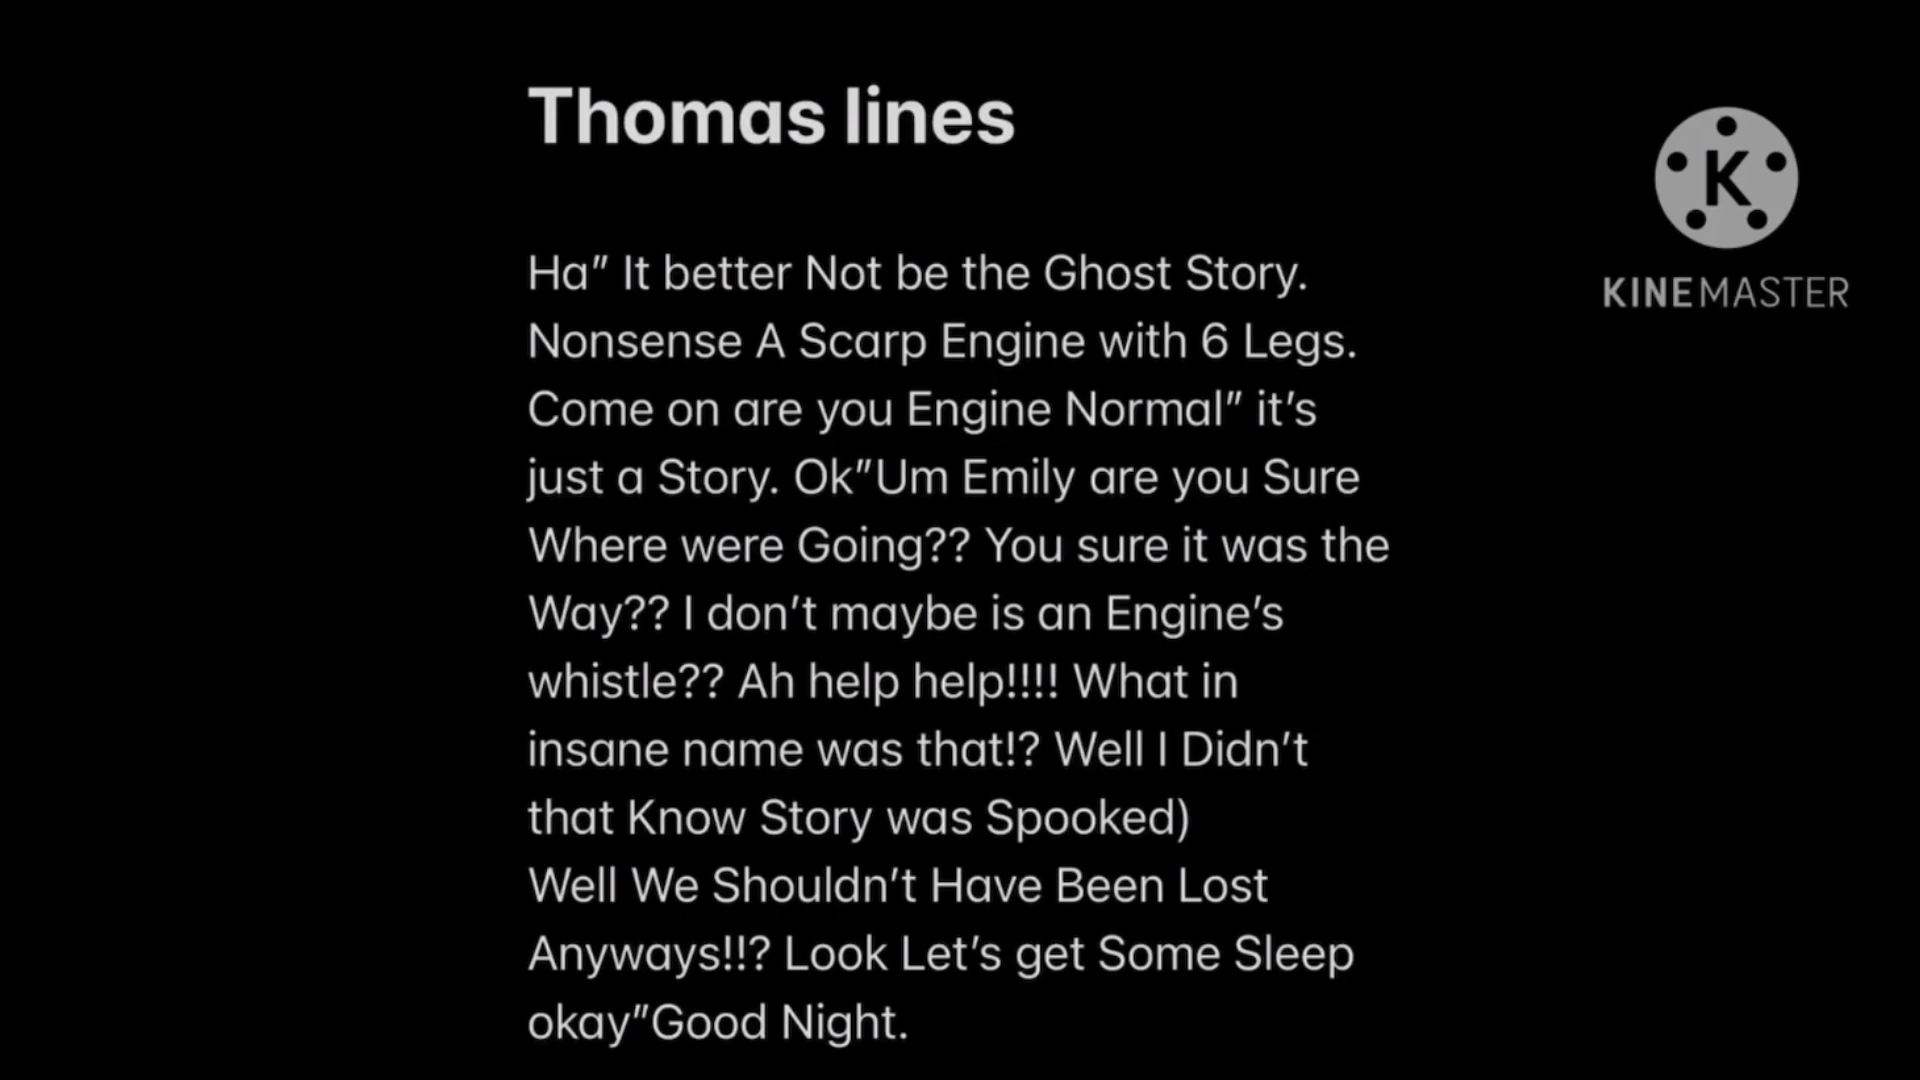 Thomas lines
Ha” It better Not be the Ghost Story.
Nonsense A Scarp Engine with 6 Legs.
Come on are you Engine Normal” it’s
just a Story. Ok”Um Emily are you Sure
Where were Going?? You sure it was the
Way?? I don’t maybe is an Engine’s
whistle?? Ah help help!!!! What in
insane name was that!? Well I Didn’t
that Know Story was Spooked)
Well We Shouldn’t Have Been Lost
Anyways!!? Look Let’s get Some Sleep
okay”Good Night.
K
KINEMASTER